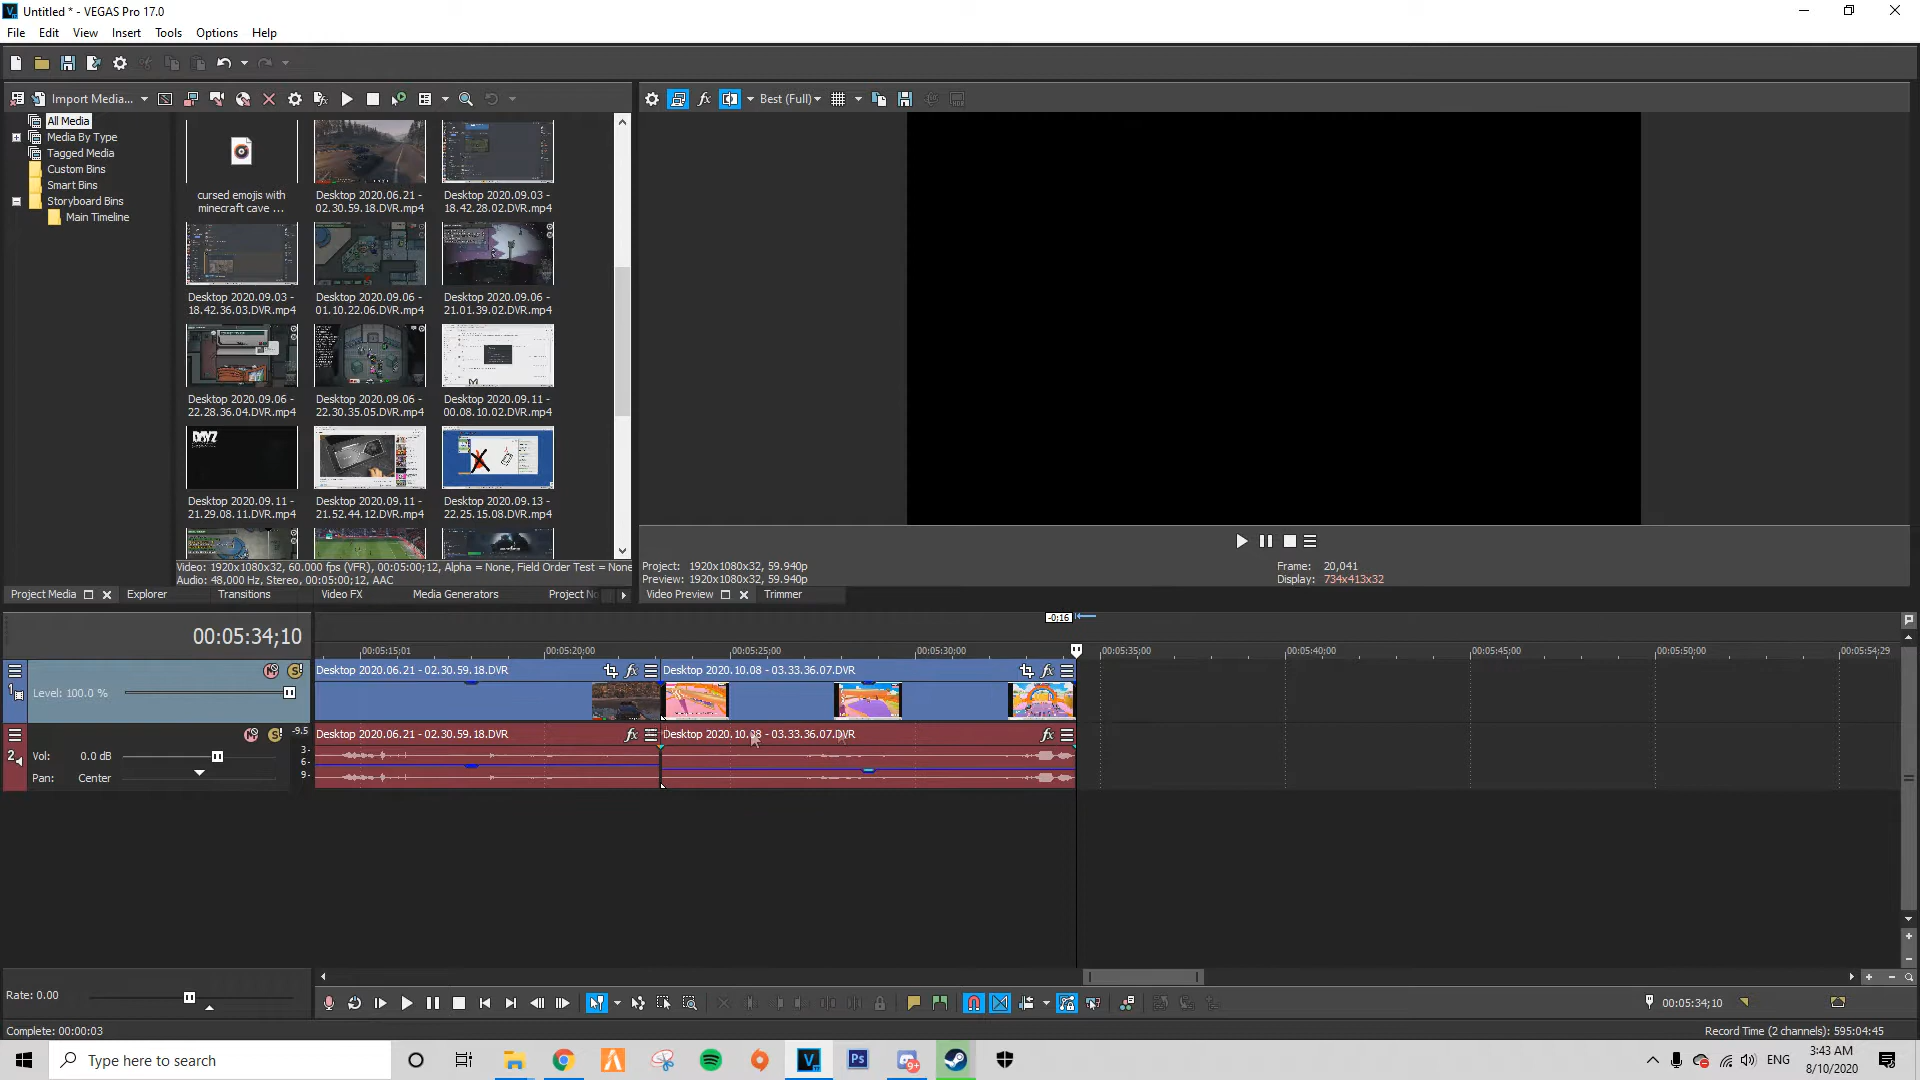 Untitled * - VEGAS Pro 17.0
File Edit View Insert Tools Options Help
Import Media...
Best (Full)
All Media
Media By Type
Tagged Media
Custom Bins
Smart Bins
Storyboard Bins
Main Timeline
cursed emojis with
minecraft cave ...
Desktop 2020.06.21 -
02.30.59.18.DVR.mp4
Desktop 2020.09.03 -
18.42.28.02.DVR.mp4
Desktop 2020.09.03 -
18.42.36.03.DVR.mp4
Desktop 2020.09.06 -
01.10.22.06.DVR.mp4
Desktop 2020.09.06 -
21.01.39.02.DVR.mp4
Desktop 2020.09.06 -
22.28.36.04.DVR.mp4
Desktop 2020.09.06 -
22.30.35.05.DVR.mp4
Desktop 2020.09.11 -
00.08.10.02.DVR.mp4
DAYZ
Desktop 2020.09.11 -
21.29.08.11.DVR.mp4
Desktop 2020.09.11 -
21.52.44.12.DVR.mp4
Desktop 2020.09.13 -
22.25.15.08.DVR.mp4
Video: 1920x1080x32, 60.000 fps (VFR), 00:05:00;12, Alpha = None, Field Order Test = None
Audio: 48,000 Hz, Stereo, 00:05:00;12, AAC
Project Media Explorer Transitions Video FX Media Generators Project No
Project: 1920x1080x32, 59.940p
Preview: 1920x1080x32, 59.940p
Frame: 20,041
Display: 734x413x32
Video Preview Trimmer
00:05:34;10
-0;16
00:05:15;01 00:05:20;00 00:05:25;00 00:05:30;00 00:05:35;00 00:05:40;00 00:05:45;00 00:05:50;00 00:05:54;29
1
Level: 100.0 %
Desktop 2020.06.21 - 02.30.59.18.DVR
Desktop 2020.10.08 - 03.33.36.07.DVR
2
Vol: 0.0 dB
Pan: Center
-9.5
3-
6-
9-
Desktop 2020.06.21 - 02.30.59.18.DVR
Desktop 2020.10.08 - 03.33.36.07.DVR
Rate: 0.00
00:05:34;10
Complete: 00:00:03
Record Time (2 channels): 595:04:45
Type here to search
Ps
9+
ENG
3:43 AM
8/10/2020